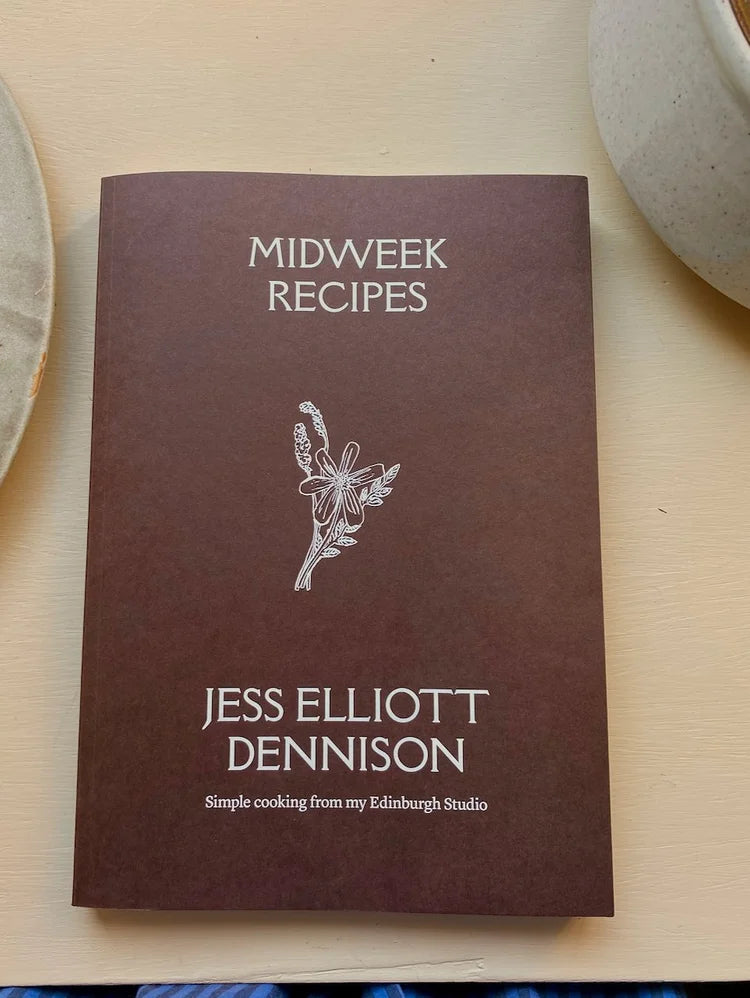 MIDWEEK
RECIPES
JESS ELLIOTT
DENNISON
Simple cooking from my Edinburgh Studio